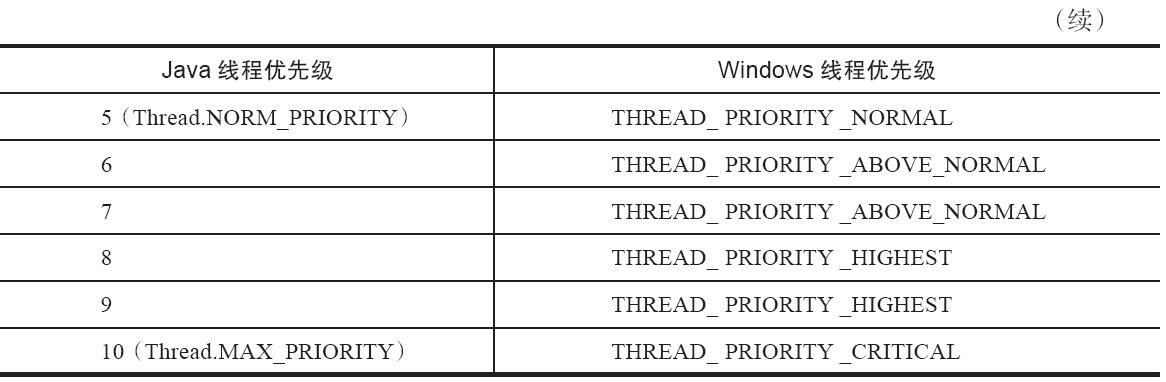 （续）
Java 线程优先级 Windows 线程优先级
5（Thread.NORM_PRIORITY） THREAD_ PRIORITY _NORMAL
6 THREAD_ PRIORITY _ABOVE_NORMAL
7 THREAD_ PRIORITY _ABOVE_NORMAL
8 THREAD_ PRIORITY _HIGHEST
9 THREAD_ PRIORITY _HIGHEST
10（Thread.MAX_PRIORITY） THREAD_ PRIORITY _CRITICAL